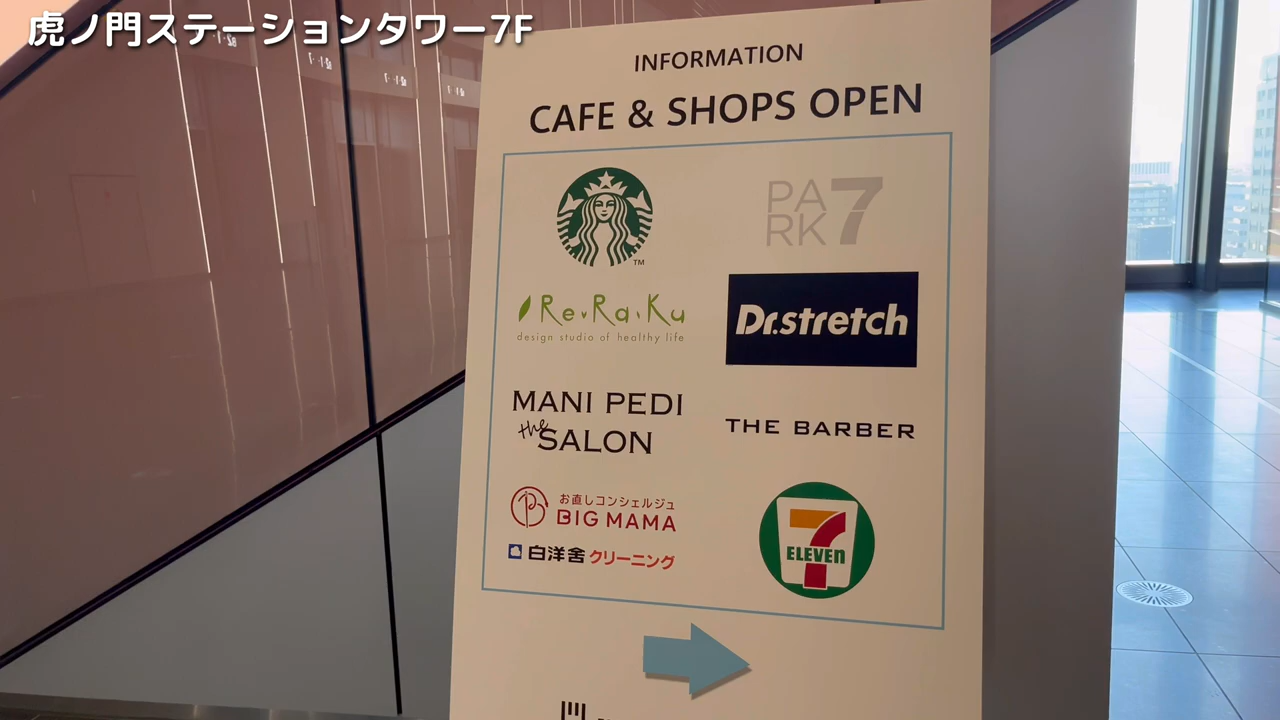 虎ノ門ステーションタワー7F
INFORMATION
CAFE & SHOPS OPEN
TM
PARK7
Re.Ra.Ku
design studio of healthy life
Dr.stretch
MANI PEDI
the SALON
THE BARBER
お直しコンシェルジュ
BIG MAMA
白洋舍クリーニング
7
ELEVEn